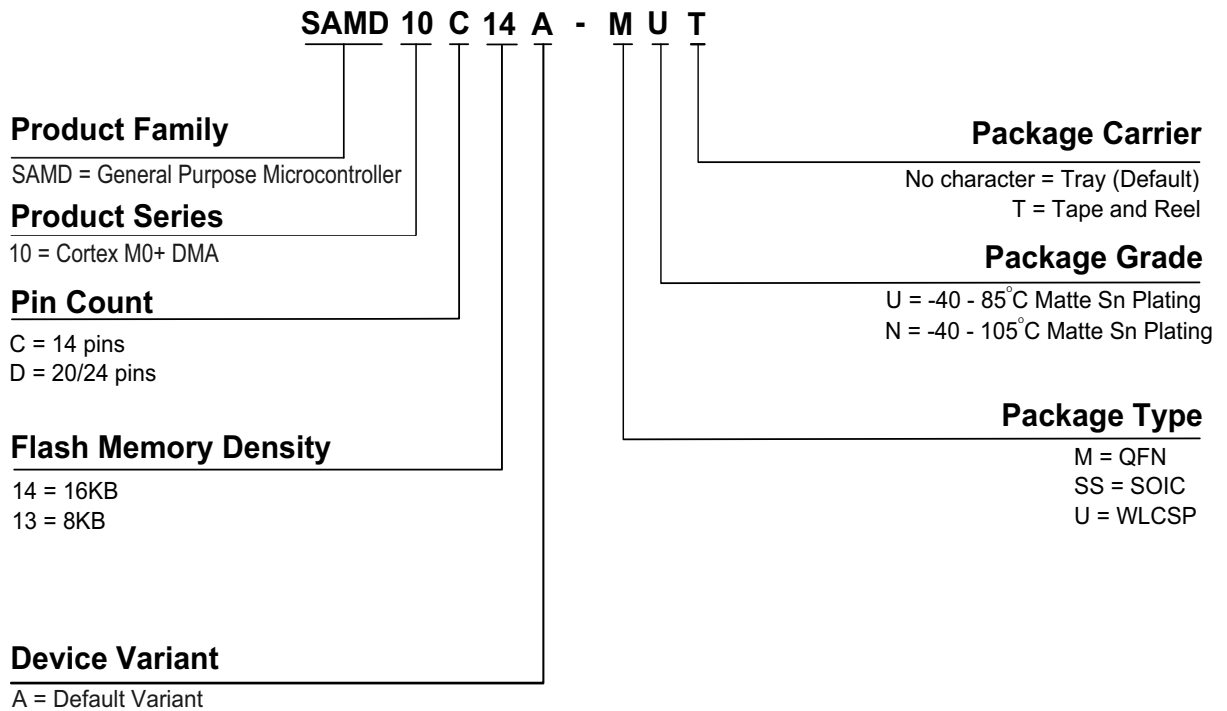 SAMD 10 C 14 A - M U T
Product Family
SAMD = General Purpose Microcontroller
Product Series
10 = Cortex M0+ DMA
Pin Count
C = 14 pins
D = 20/24 pins
Flash Memory Density
14 = 16KB
13 = 8KB
Device Variant
A = Default Variant
Package Carrier
No character = Tray (Default)
T = Tape and Reel
Package Grade
U = -40 - 85°C Matte Sn Plating
N = -40 - 105°C Matte Sn Plating
Package Type
M = QFN
SS = SOIC
U = WLCSP